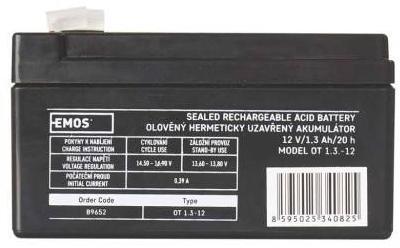 EMOS
SEALED RECHARGEABLE ACID BATTERY
OLOVĚNÝ HERMETICKY UZAVŘENÝ AKUMULÁTOR
12 V/1,3 Ah/20 h
MODEL OT 1.3.-12
POKYNY K NABÍJENÍ CYKLOVÁNÍ ZÁLOŽNÍ PROVOZ
CHARGE INSTRUCTION CYCLE USE STAND-BY USE
REGULACE NAPĚTÍ 14.50 - 14.90 V 13.60 - 13.80 V
VOLTAGE REGULATION
POČÁTEČNÍ PROUD 0.39 A
INITIAL CURRENT
Order Code Type
B9652 OT 1.3-12
8 595025 340825